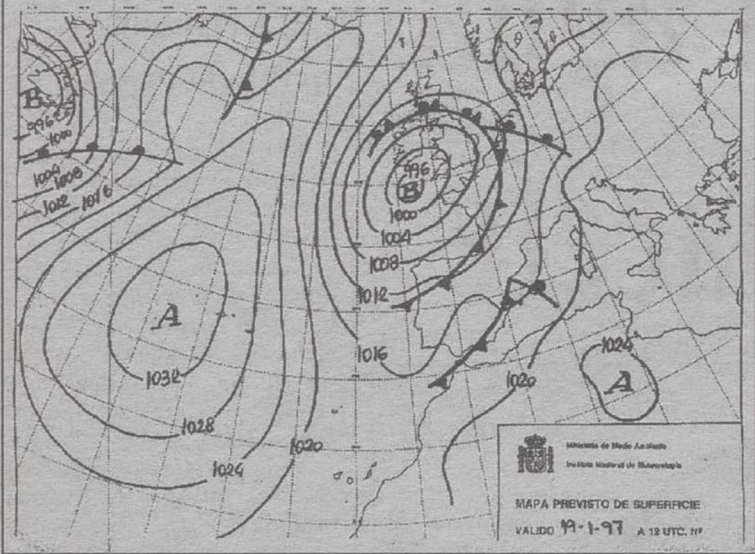 B
996
1000
1004
1008
1012 1016
996
B
1000
1004
1008
1012
1016
A
1032
1028
1024
1020
1020
1024
A
Ministerio de Medio Ambiente
Instituto Nacional de Meteorología
MAPA PREVISTO DE SUPERFICIE
VALIDO 19-1-97 A 12 UTC. Nº